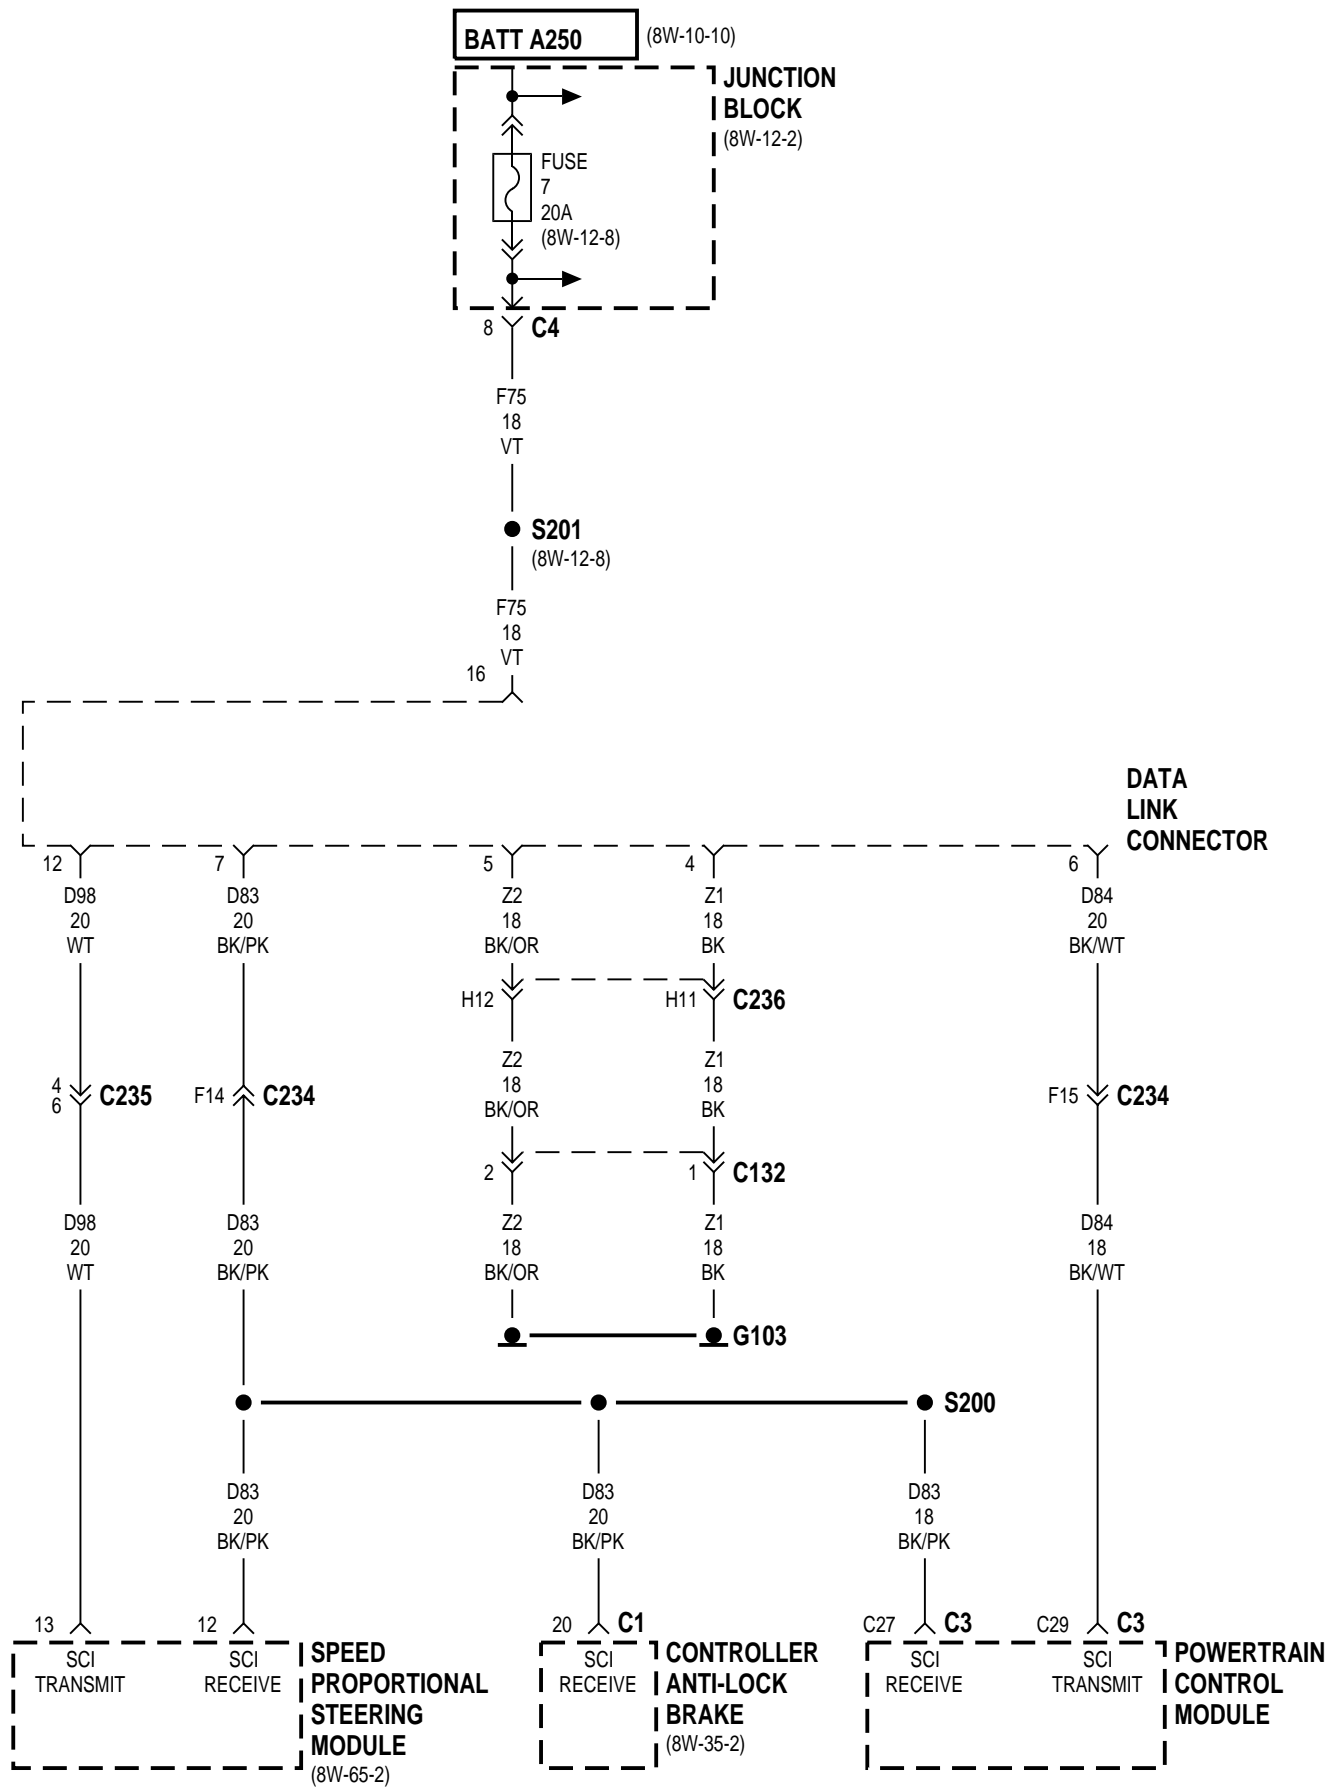 BATT A250
(8W-10-10)
JUNCTION
BLOCK
(8W-12-2)
FUSE
7
20A
(8W-12-8)
8
C4
F75
18
VT
S201
(8W-12-8)
F75
18
VT
16
DATA
LINK
CONNECTOR
12
7
5
4
6
D98
20
WT
D83
20
BK/PK
Z2
18
BK/OR
Z1
18
BK
D84
20
BK/WT
H12
H11
C236
Z2
18
BK/OR
Z1
18
BK
4
6
C235
F14
C234
F15
C234
2
1
C132
D98
20
WT
D83
20
BK/PK
Z2
18
BK/OR
Z1
18
BK
D84
18
BK/WT
G103
S200
D83
20
BK/PK
D83
20
BK/PK
D83
18
BK/PK
13
12
20
C1
C27
C3
C29
C3
SCI
TRANSMIT
SCI
RECEIVE
SPEED
PROPORTIONAL
STEERING
MODULE
(8W-65-2)
SCI
RECEIVE
CONTROLLER
ANTI-LOCK
BRAKE
(8W-35-2)
SCI
RECEIVE
SCI
TRANSMIT
POWERTRAIN
CONTROL
MODULE